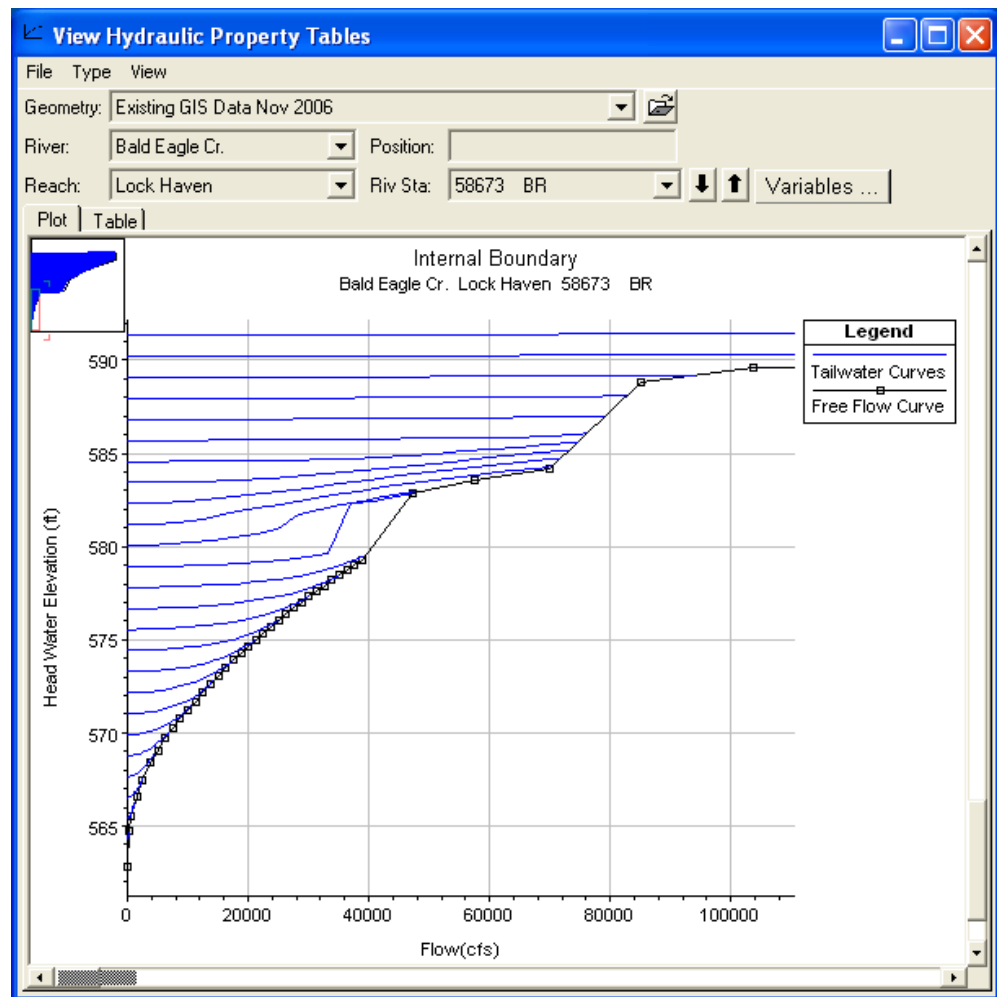 View Hydraulic Property Tables
File Type View
Geometry: Existing GIS Data Nov 2006
River: Bald Eagle Cr. Position:
Reach: Lock Haven Riv Sta: 58673 BR Variables ...
Plot Table
Internal Boundary
Bald Eagle Cr. Lock Haven 58673 BR
Legend
Tailwater Curves
Free Flow Curve
590
585
580
575
570
565
Head Water Elevation (ft)
0 20000 40000 60000 80000 100000
Flow(cfs)